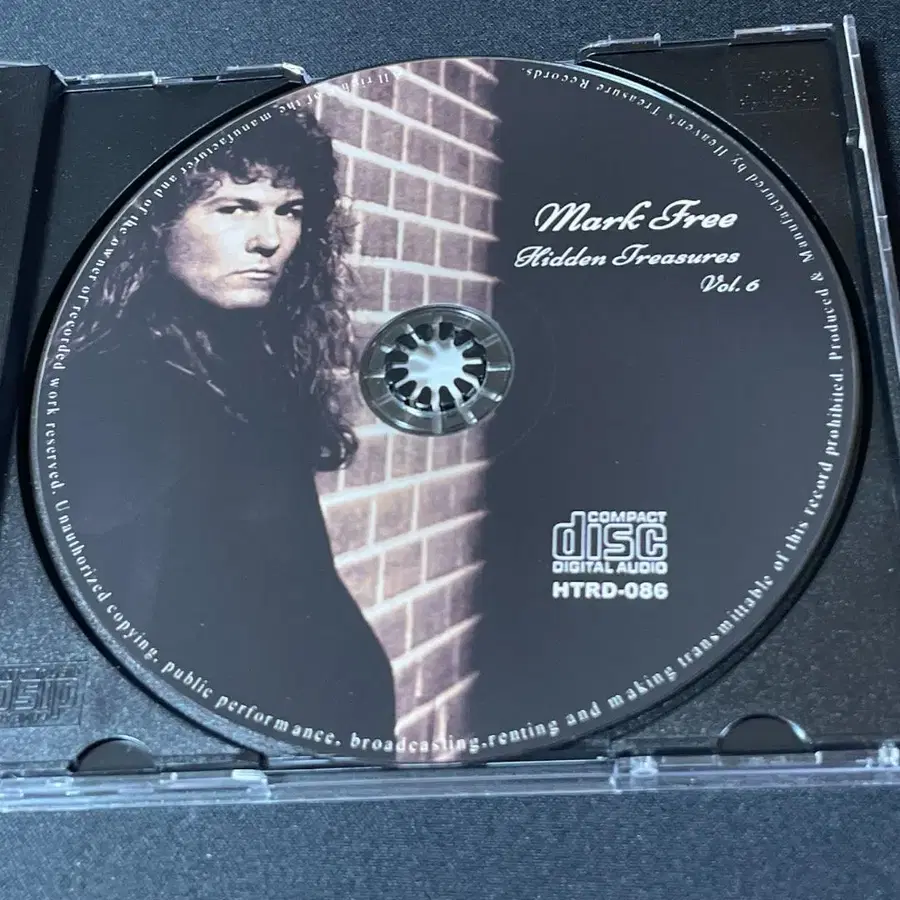 Mark Free
Hidden Treasures
Vol. 6
COMPACT
disc
DIGITAL AUDIO
HTRD-086
All rights of the manufacturer and of the owner of recorded work reserved. Unauthorized copying, public performance, broadcasting,renting and making transmittable of this record prohibited. Produced & Manufactured by Heaven's Treasure Records.